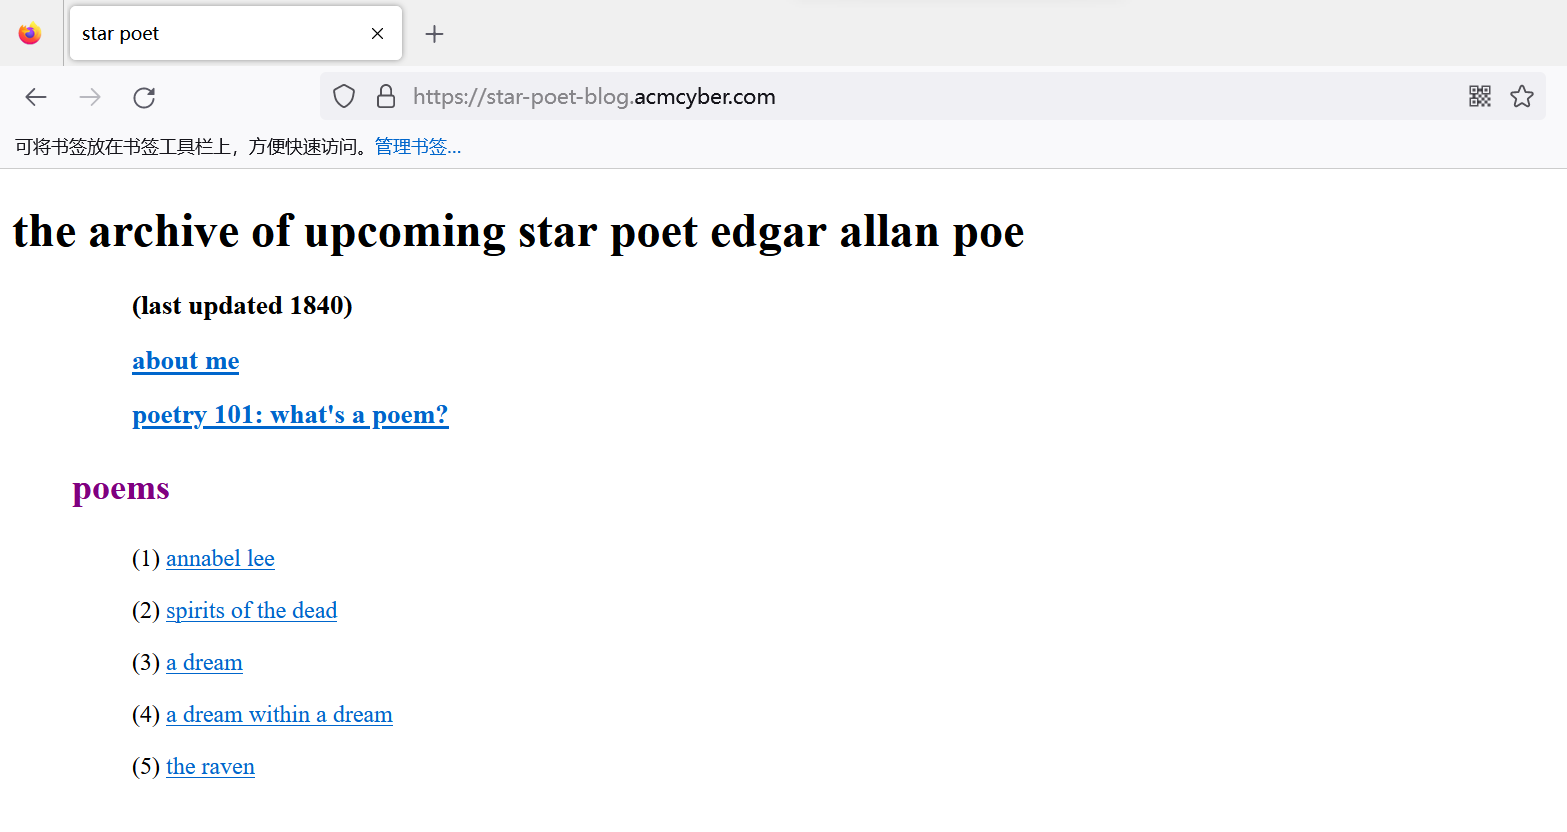 star poet
https://star-poet-blog.acmcyber.com
可将书签放在书签工具栏上，方便快速访问。管理书签...
the archive of upcoming star poet edgar allan poe
(last updated 1840)
about me
poetry 101: what's a poem?
poems
(1) annabel lee
(2) spirits of the dead
(3) a dream
(4) a dream within a dream
(5) the raven